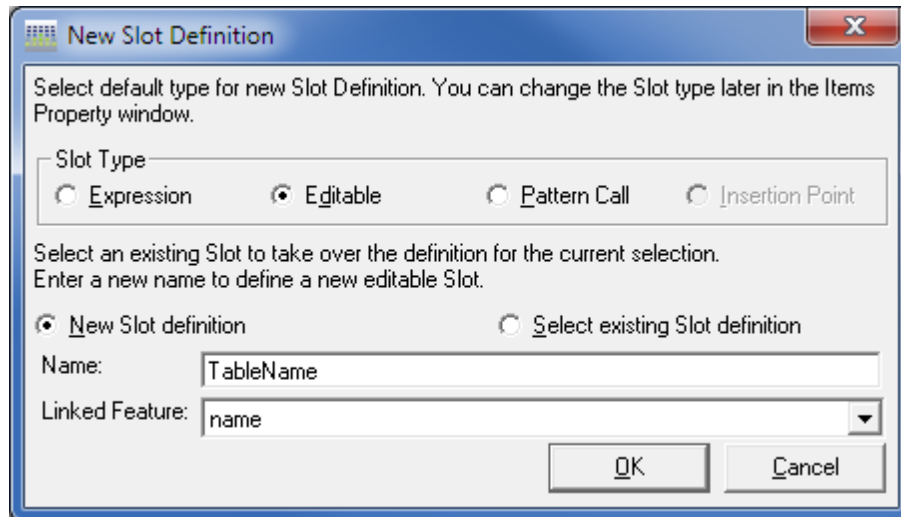 New Slot Definition
Select default type for new Slot Definition. You can change the Slot type later in the Items
Property window.
Slot Type
Expression Editable Pattern Call Insertion Point
Select an existing Slot to take over the definition for the current selection.
Enter a new name to define a new editable Slot.
New Slot definition Select existing Slot definition
Name: TableName
Linked Feature: name
OK Cancel